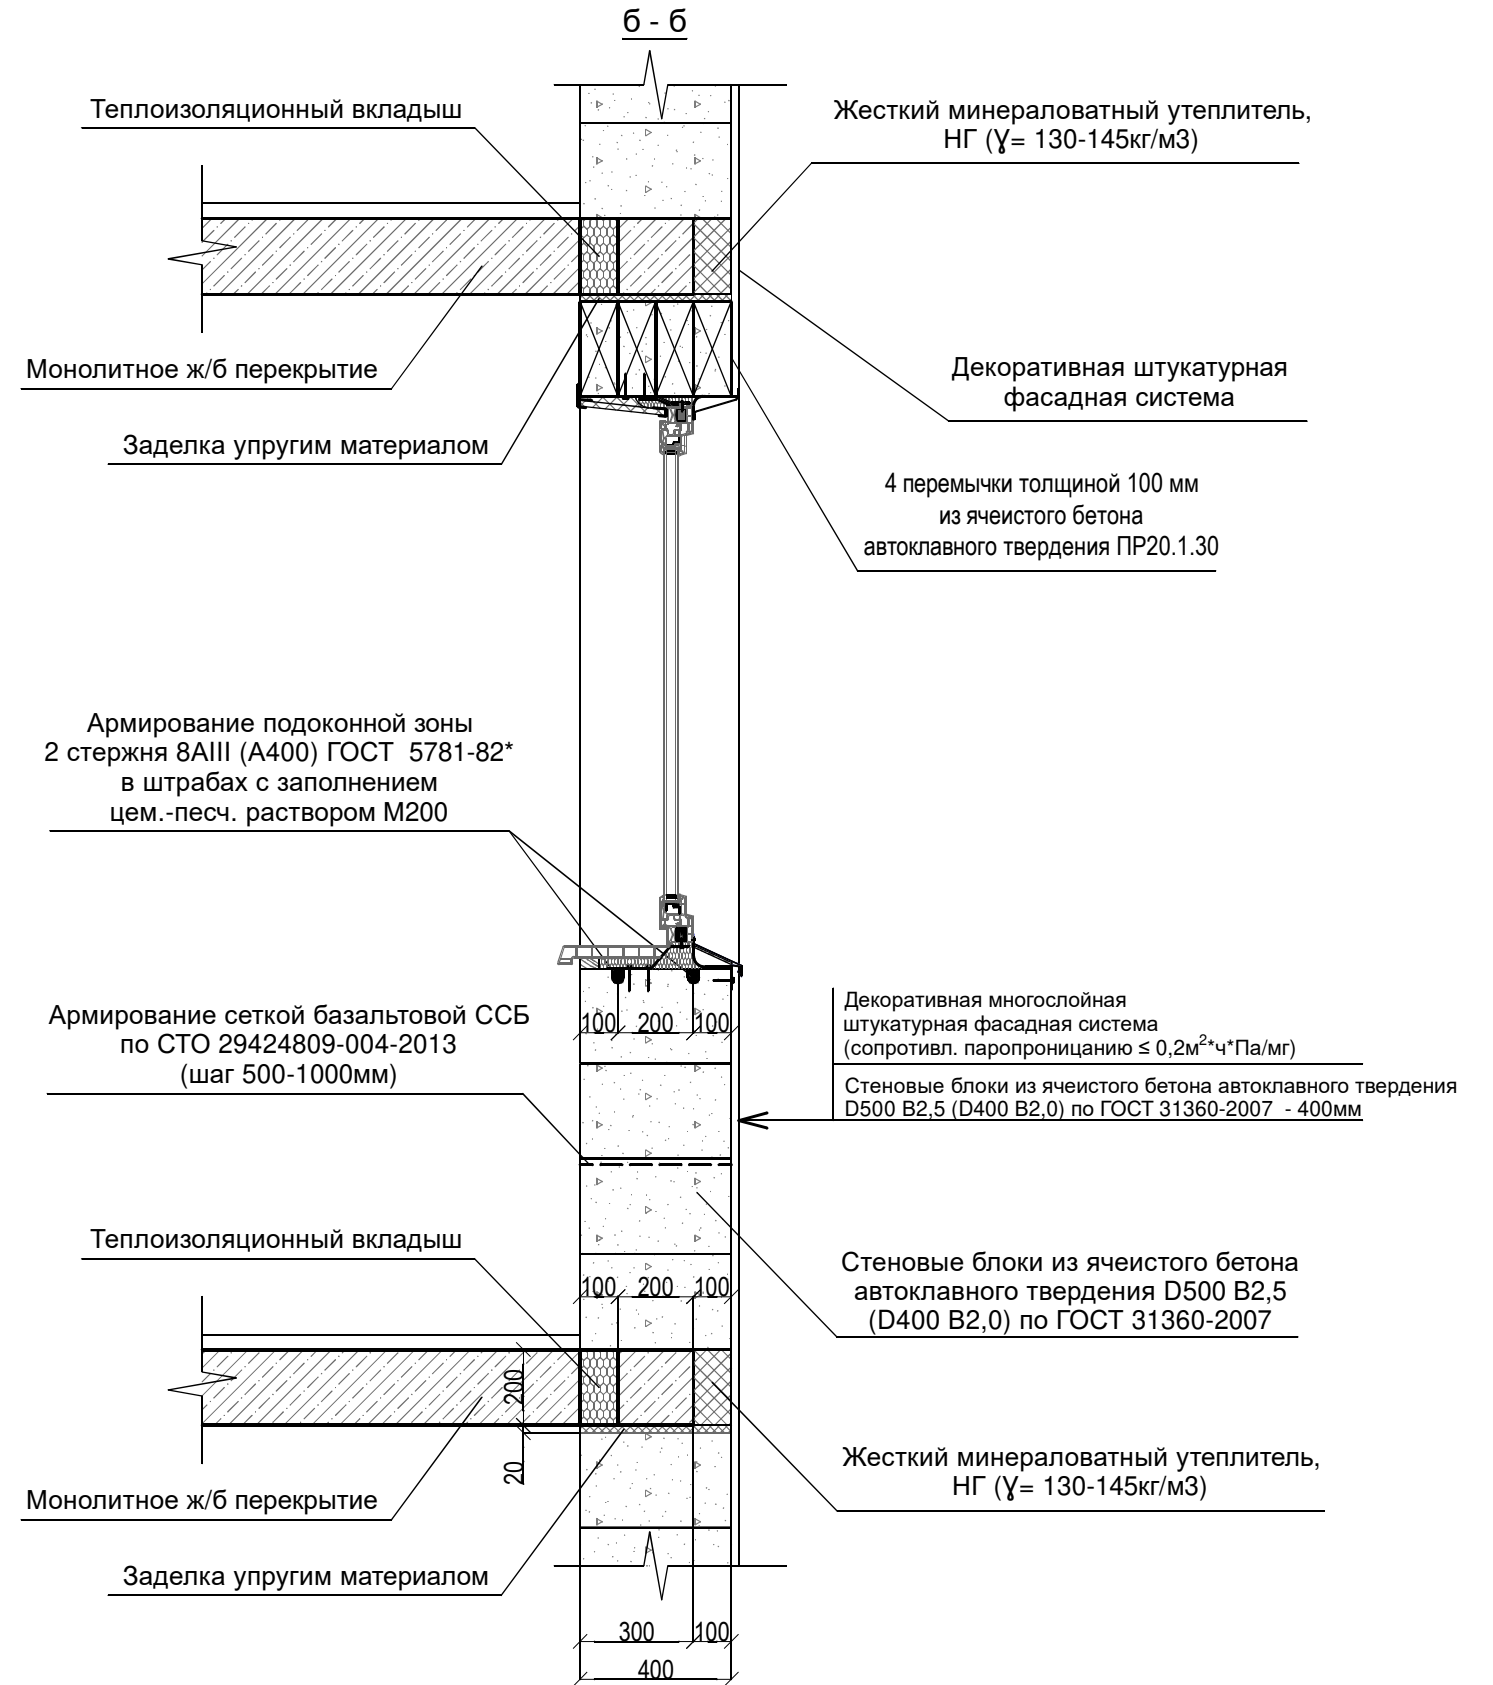 б - б
Теплоизоляционный вкладыш
Жесткий минераловатный утеплитель,
НГ (Ɣ= 130-145кг/м3)
Монолитное ж/б перекрытие
Декоративная штукатурная
фасадная система
Заделка упругим материалом
4 перемычки толщиной 100 мм
из ячеистого бетона
автоклавного твердения ПР20.1.30
Армирование подоконной зоны
2 стержня 8АIII (А400) ГОСТ 5781-82*
в штрабах с заполнением
цем.-песч. раствором М200
Армирование сеткой базальтовой ССБ
по СТО 29424809-004-2013
(шаг 500-1000мм)
100 200 100
Декоративная многослойная
штукатурная фасадная система
(сопротивл. паропроницанию ≤ 0,2м²*ч*Па/мг)
Стеновые блоки из ячеистого бетона автоклавного твердения
D500 В2,5 (D400 В2,0) по ГОСТ 31360-2007 - 400мм
Теплоизоляционный вкладыш
100 200 100
Стеновые блоки из ячеистого бетона
автоклавного твердения D500 В2,5
(D400 В2,0) по ГОСТ 31360-2007
200
20
Монолитное ж/б перекрытие
Жесткий минераловатный утеплитель,
НГ (Ɣ= 130-145кг/м3)
Заделка упругим материалом
300 100
400